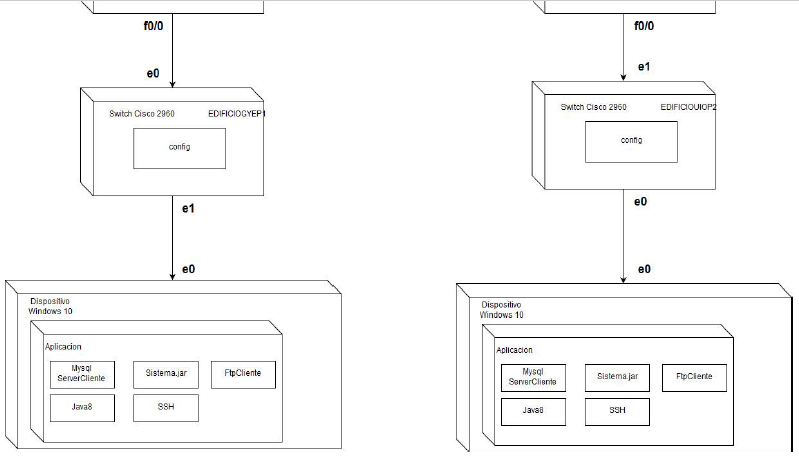 f0/0
e0
Switch Cisco 2960 EDIFICIOGYEP1
config
e1
e0
Dispositivo
Windows 10
Aplicacion
Mysql
ServerCliente
Sistema.jar
FtpCliente
Java8
SSH
f0/0
e1
Switch Cisco 2960 EDIFICIOUIOP2
config
e0
e0
Dispositivo
Windows 10
Aplicacion
Mysql
ServerCliente
Sistema.jar
FtpCliente
Java8
SSH